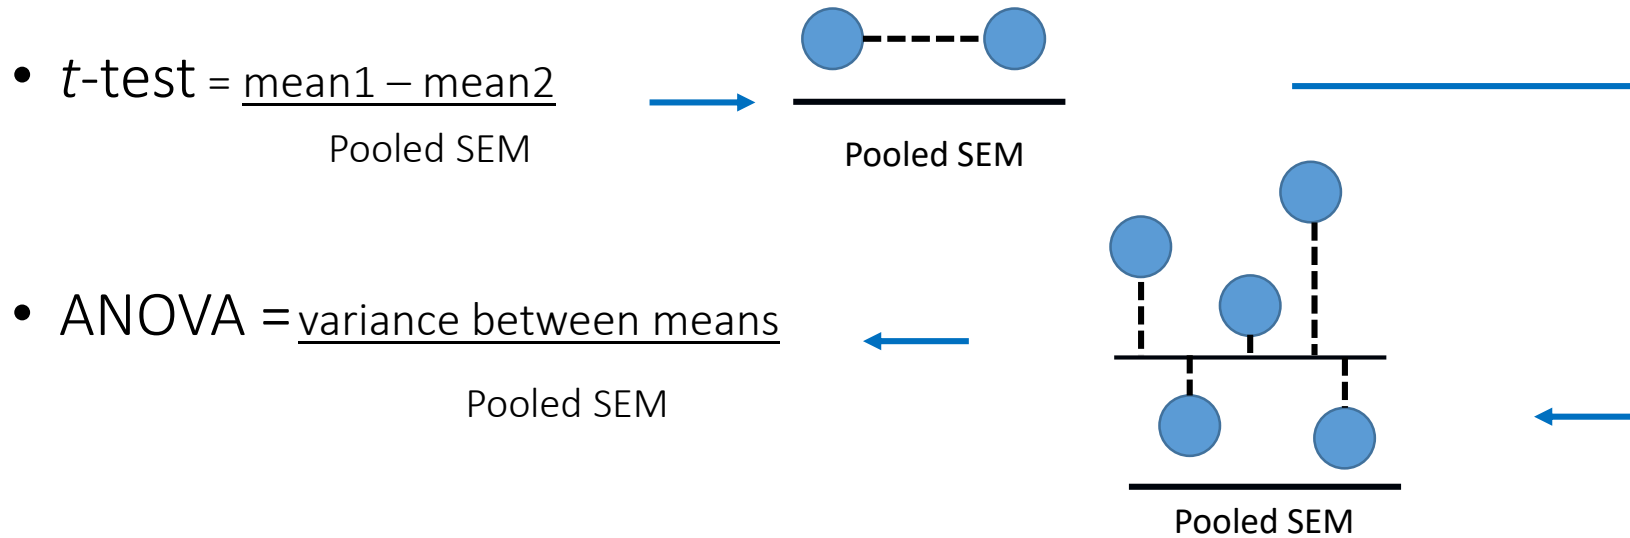 • t-test = mean1 – mean2
Pooled SEM
Pooled SEM
• ANOVA = variance between means
Pooled SEM
Pooled SEM